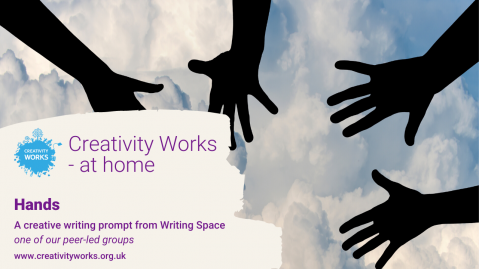 CREATIVITY
WORKS
Creativity Works
- at home
Hands
A creative writing prompt from Writing Space
one of our peer-led groups
www.creativityworks.org.uk